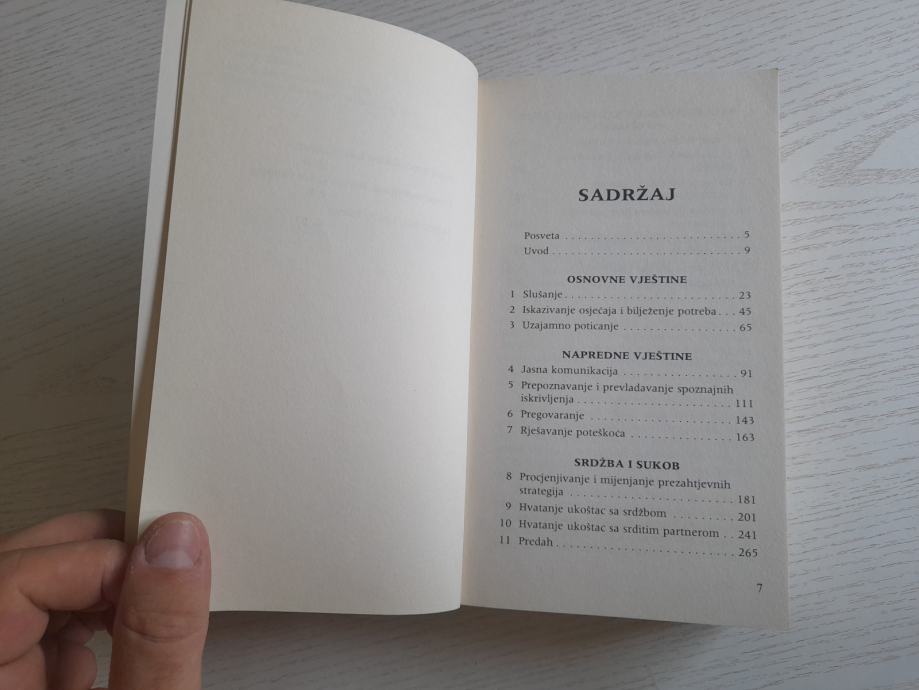 SADRŽAJ
Posveta . . . . . . . . . . . . . . . . . . . . . . . . . . . 5
Uvod . . . . . . . . . . . . . . . . . . . . . . . . . . . . . 9
OSNOVNE VJEŠTINE
1 Slušanje . . . . . . . . . . . . . . . . . . . . . . . . . . 23
2 Iskazivanje osjećaja i bilježenje potreba . . . 45
3 Uzajamno poticanje . . . . . . . . . . . . . . . . . 65
NAPREDNE VJEŠTINE
4 Jasna komunikacija . . . . . . . . . . . . . . . . . 91
5 Prepoznavanje i prevladavanje spoznajnih
iskrivljenja . . . . . . . . . . . . . . . . . . . . . . . . 111
6 Pregovaranje . . . . . . . . . . . . . . . . . . . . . . 143
7 Rješavanje poteškoća . . . . . . . . . . . . . . . . 163
SRDŽBA I SUKOB
8 Procjenjivanje i mijenjanje prezahtjevnih
strategija . . . . . . . . . . . . . . . . . . . . . . . . . 181
9 Hvatanje ukoštac sa srdžbom . . . . . . . . . 201
10 Hvatanje ukoštac sa srditim partnerom . . 241
11 Predah . . . . . . . . . . . . . . . . . . . . . . . . . . 265
7